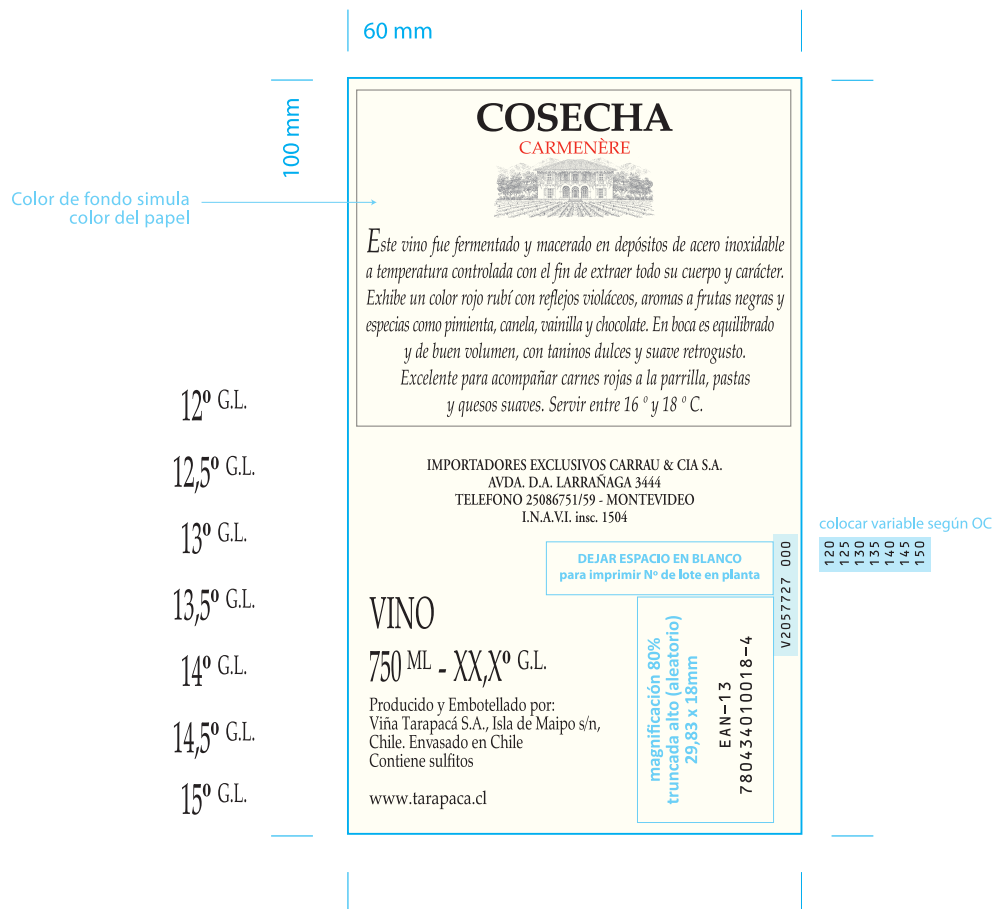 60 mm
100 mm
Color de fondo simula
color del papel
COSECHA
CARMENÈRE
Este vino fue fermentado y macerado en depósitos de acero inoxidable
a temperatura controlada con el fin de extraer todo su cuerpo y carácter.
Exhibe un color rojo rubí con reflejos violáceos, aromas a frutas negras y
especias como pimienta, canela, vainilla y chocolate. En boca es equilibrado
y de buen volumen, con taninos dulces y suave retrogusto.
Excelente para acompañar carnes rojas a la parrilla, pastas
y quesos suaves. Servir entre 16 º y 18 º C.
12º G.L.
12,5º G.L.
13º G.L.
13,5º G.L.
14º G.L.
14,5º G.L.
15º G.L.
IMPORTADORES EXCLUSIVOS CARRAU & CIA S.A.
AVDA. D.A. LARRAÑAGA 3444
TELEFONO 25086751/59 - MONTEVIDEO
I.N.A.V.I. insc. 1504
DEJAR ESPACIO EN BLANCO
para imprimir Nº de lote en planta
V2057727 000
colocar variable según OC
120
125
130
135
140
145
150
VINO
750 ML - XX,Xº G.L.
Producido y Embotellado por:
Viña Tarapacá S.A., Isla de Maipo s/n,
Chile. Envasado en Chile
Contiene sulfitos
www.tarapaca.cl
magnificación 80%
truncada alto (aleatorio)
29,83 x 18mm
EAN-13
780434010018-4